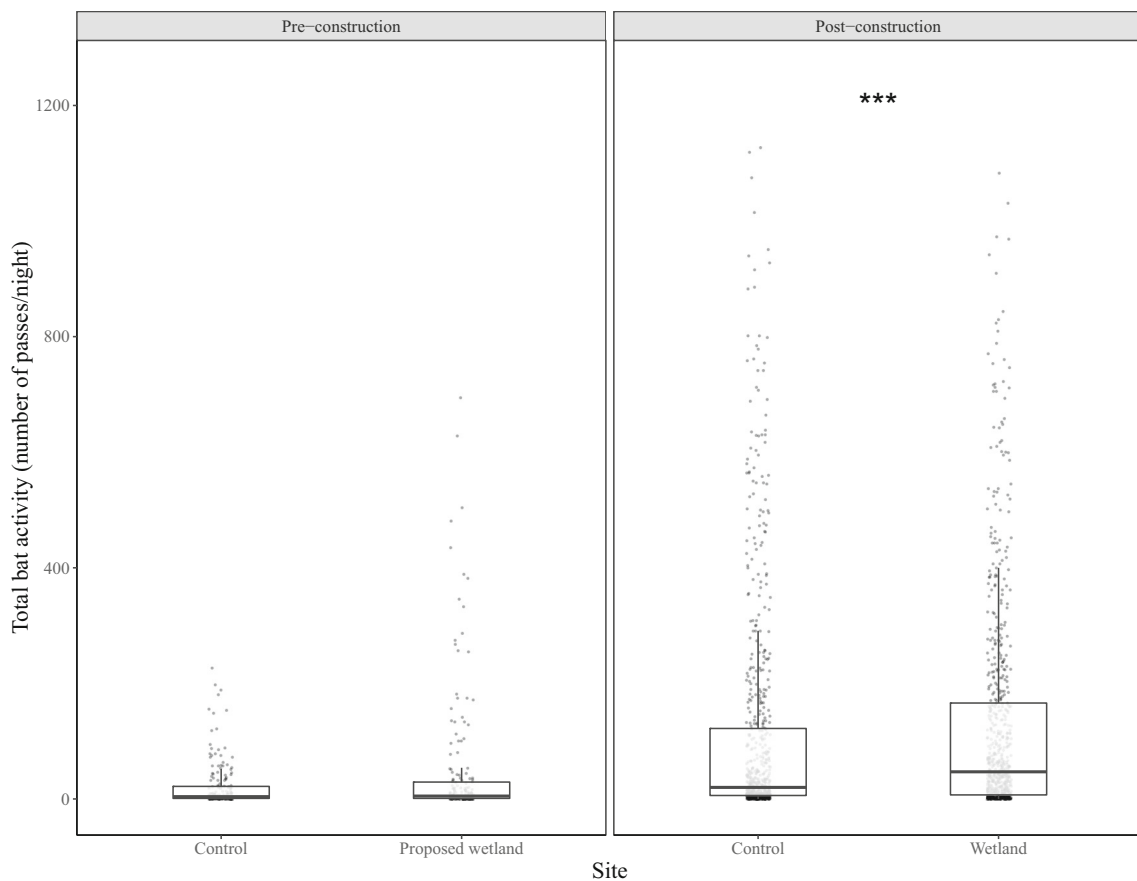 Pre−construction
Post−construction
***
Total bat activity (number of passes/night)
1200
800
400
0
Control
Proposed wetland
Control
Wetland
Site